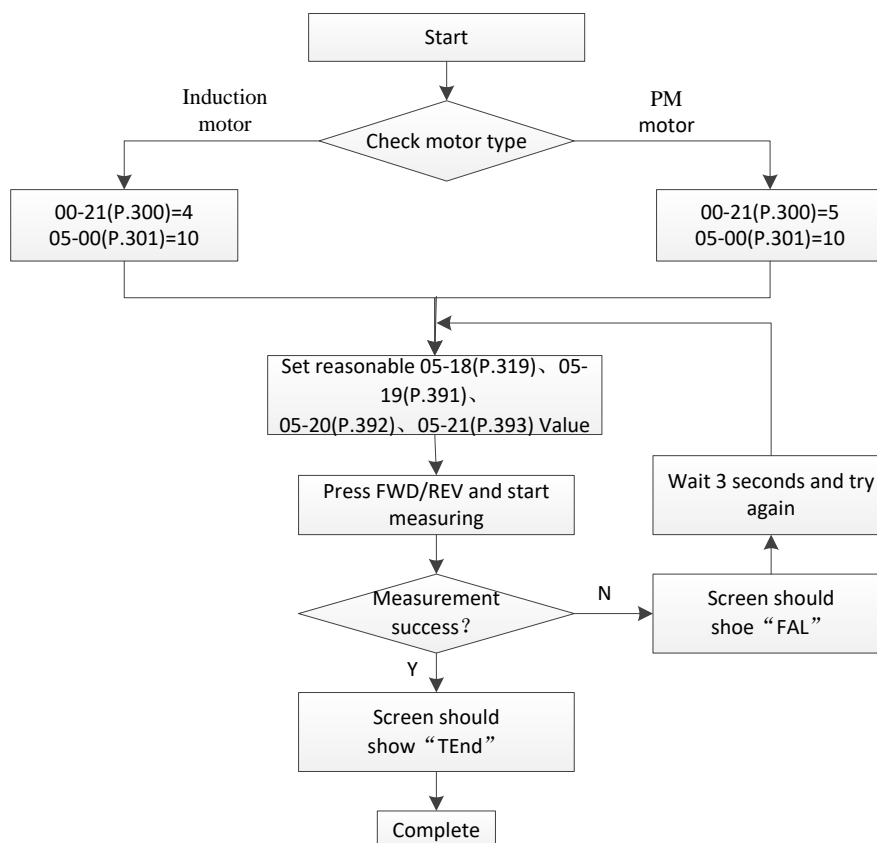 Start
Induction
motor
PM
motor
Check motor type
00-21(P.300)=4
05-00(P.301)=10
00-21(P.300)=5
05-00(P.301)=10
Set reasonable 05-18(P.319)、05-
19(P.391)、
05-20(P.392)、05-21(P.393) Value
Press FWD/REV and start
measuring
Wait 3 seconds and try
again
Measurement
success？
N
Screen should
shoe“FAL”
Y
Screen should
show“TEnd”
Complete